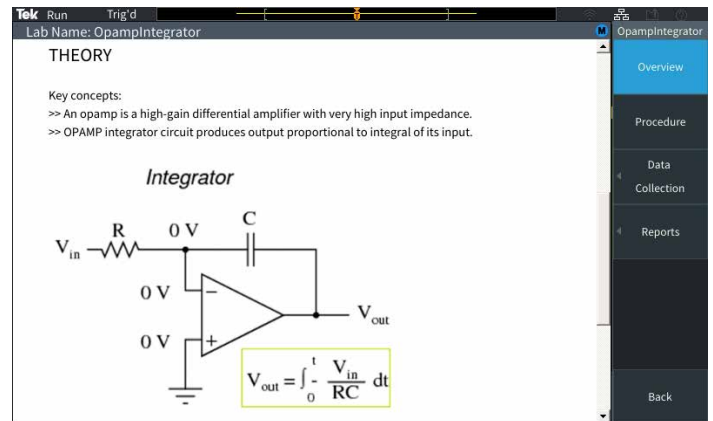 Tek Run Trig'd
Lab Name: OpampIntegrator
M
OpampIntegrator
THEORY
Key concepts:
>> An opamp is a high-gain differential amplifier with very high input impedance.
>> OPAMP integrator circuit produces output proportional to integral of its input.
Integrator
R
0 V
C
Vin
0 V
−
Vout
0 V
+
Vout = ∫ 0 t - Vin / RC dt
Overview
Procedure
Data
Collection
Reports
Back